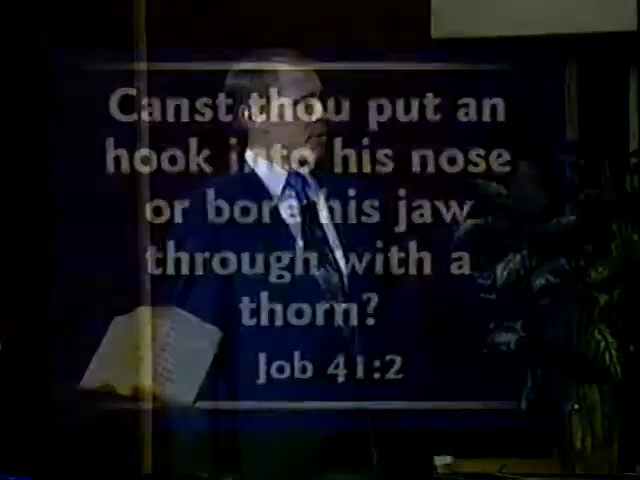 Canst thou put an
hook into his nose
or bore his jaw
through with a
thorn?
Job 41:2